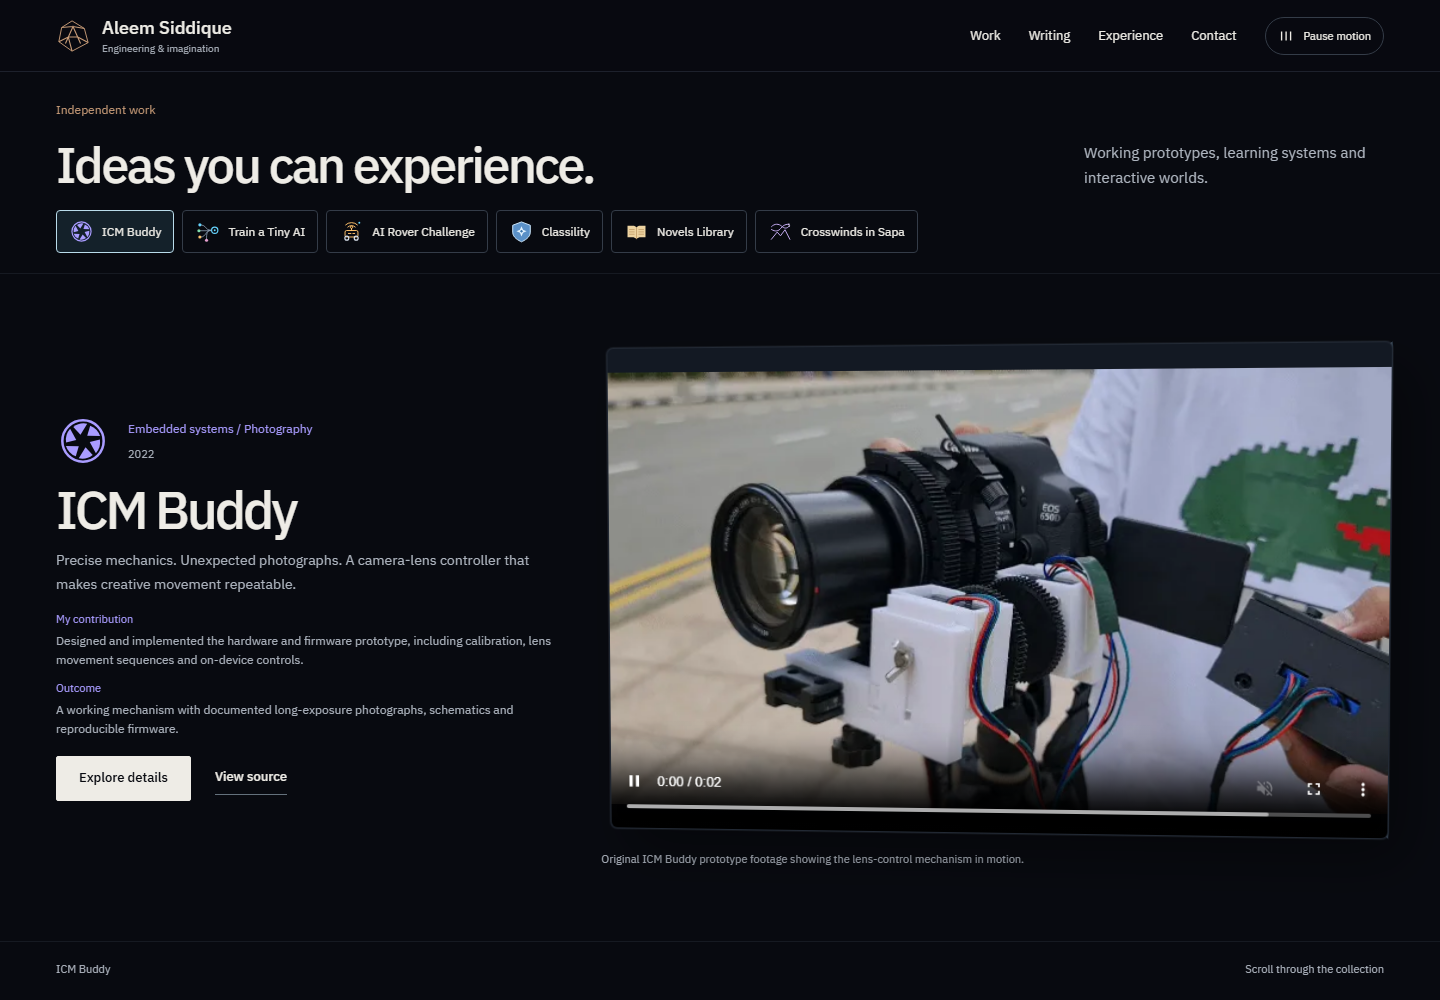 Aleem Siddique
Engineering & imagination
Work
Writing
Experience
Contact
Pause motion
Independent work
Ideas you can experience.
Working prototypes, learning systems and
interactive worlds.
ICM Buddy
Train a Tiny AI
AI Rover Challenge
Classility
Novels Library
Crosswinds in Sapa
Embedded systems / Photography
2022
ICM Buddy
Precise mechanics. Unexpected photographs. A camera-lens controller that
makes creative movement repeatable.
My contribution
Designed and implemented the hardware and firmware prototype, including calibration, lens
movement sequences and on-device controls.
Outcome
A working mechanism with documented long-exposure photographs, schematics and
reproducible firmware.
Explore details
View source
Canon
EOS
650D
0:00 / 0:02
Original ICM Buddy prototype footage showing the lens-control mechanism in motion.
ICM Buddy
Scroll through the collection